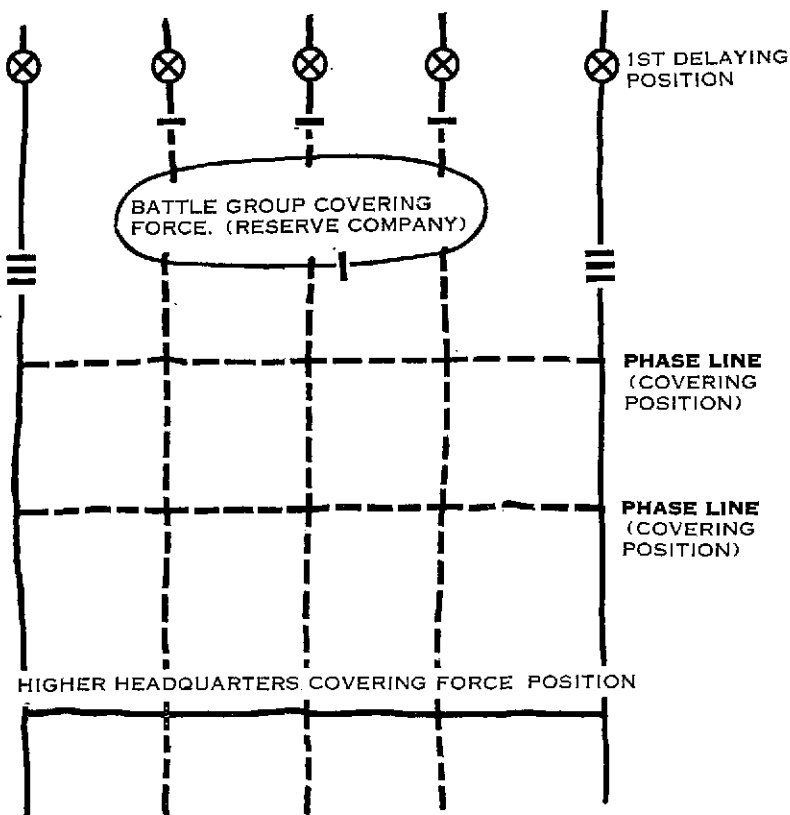 1ST DELAYING
POSITION
BATTLE GROUP COVERING
FORCE. (RESERVE COMPANY)
PHASE LINE
(COVERING
POSITION)
PHASE LINE
(COVERING
POSITION)
HIGHER HEADQUARTERS COVERING FORCE POSITION